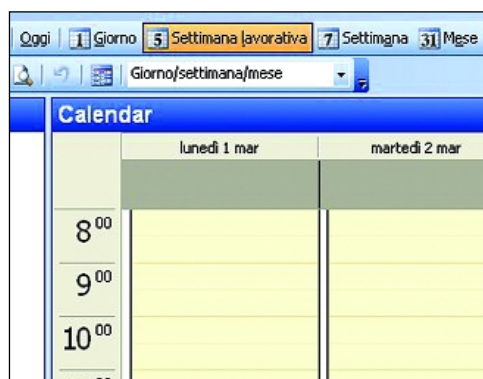 Oggi 1 Giorno 5 Settimana lavorativa 7 Settimana 31 Mese
Giorno/settimana/mese
Calendar
lunedì 1 mar martedì 2 mar
8 00
9 00
10 00